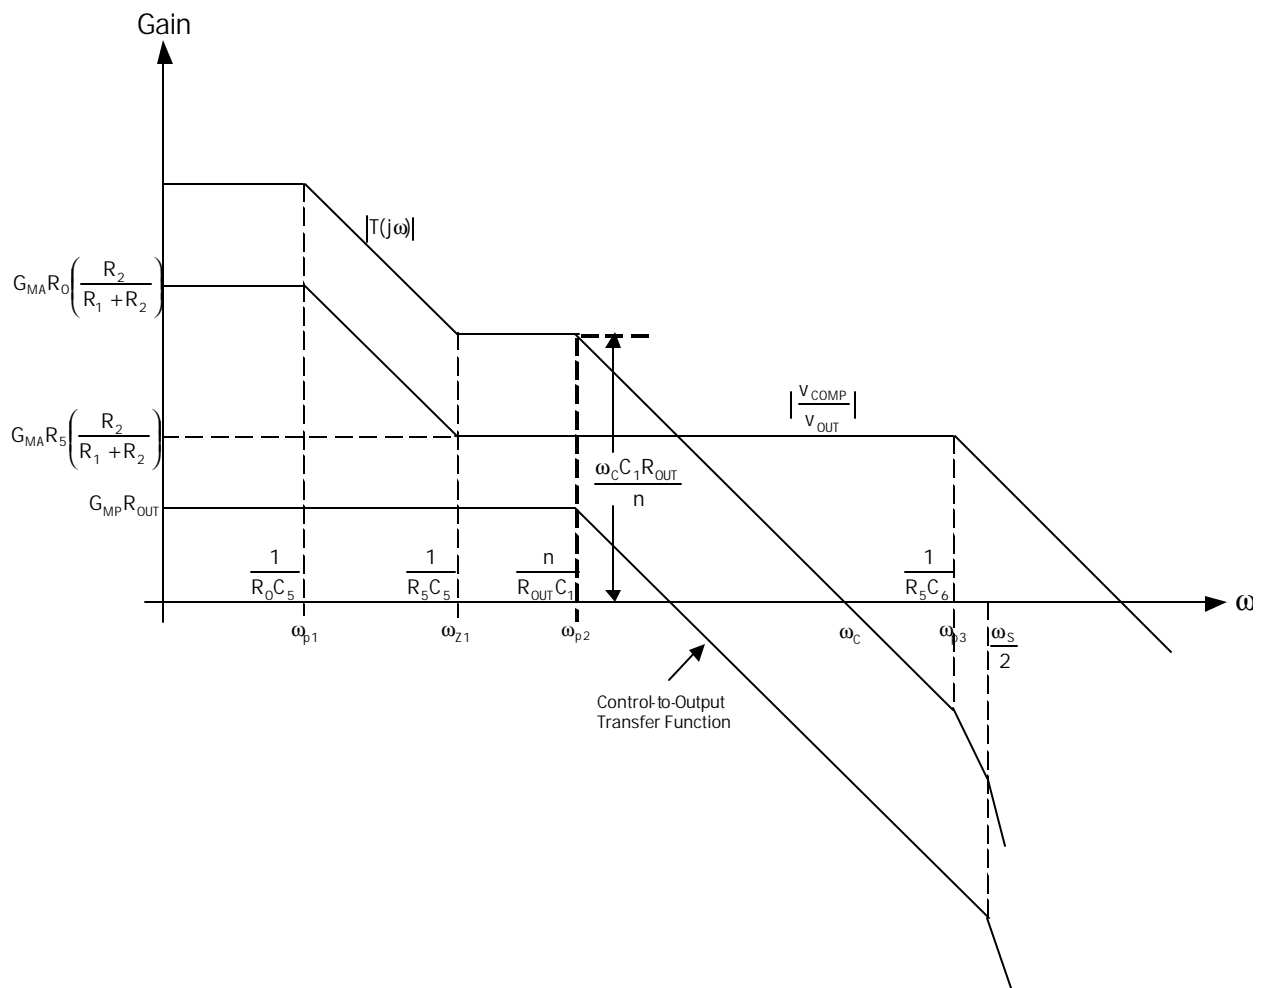 Gain
|T(jω)|
G_MA R_O (R_2 / (R_1 + R_2))
|v_COMP / v_OUT|
G_MA R_5 (R_2 / (R_1 + R_2))
ω_C C_1 R_OUT / n
G_MP R_OUT
1 / (R_O C_5)
1 / (R_5 C_5)
n / (R_OUT C_1)
1 / (R_5 C_6)
ω
ω_p1
ω_Z1
ω_p2
ω_C
ω_p3
ω_S / 2
Control-to-Output
Transfer Function